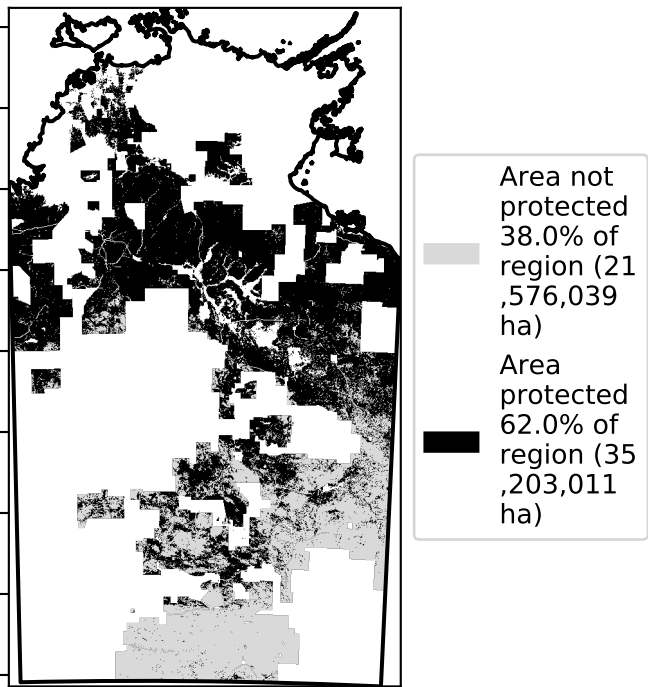 Area not
protected
38.0% of
region (21
,576,039
ha)
Area
protected
62.0% of
region (35
,203,011
ha)